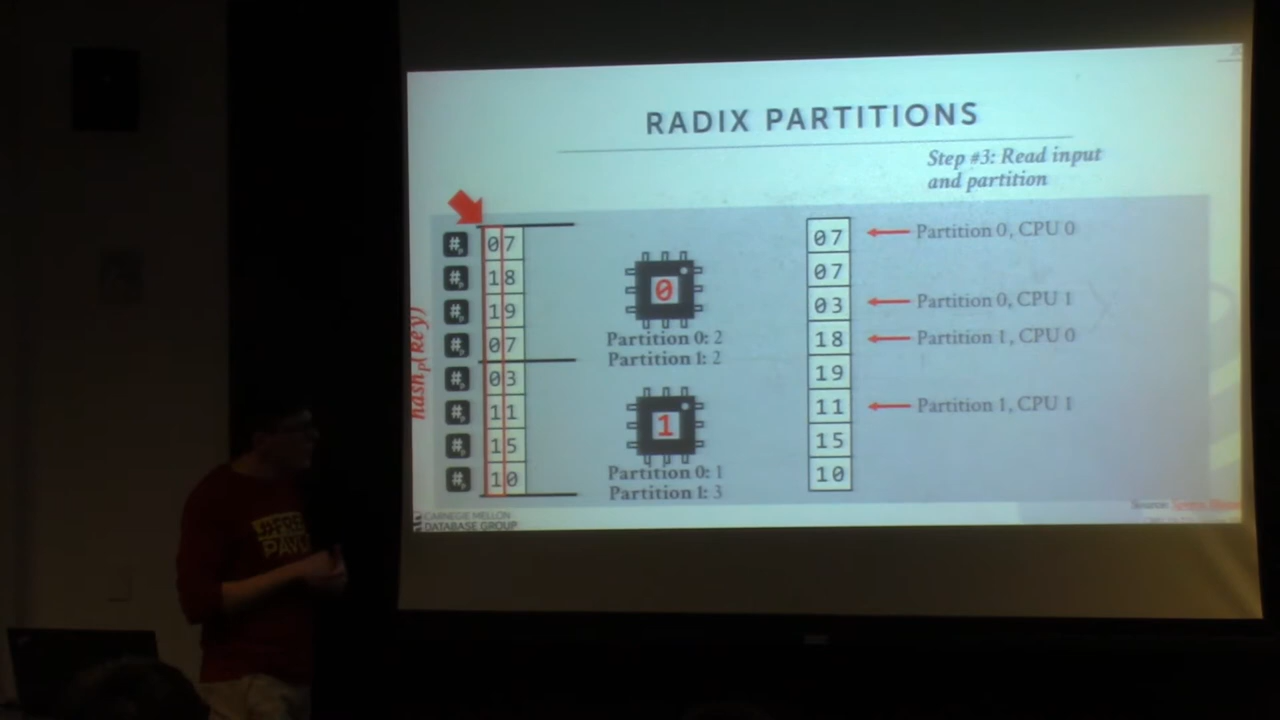 RADIX PARTITIONS
Step #3: Read input
and partition
hashP(key)
#P 07
#P 18
#P 19
#P 07
#P 03
#P 11
#P 15
#P 10
0
Partition 0: 2
Partition 1: 2
1
Partition 0: 1
Partition 1: 3
07
07
03
18
19
11
15
10
Partition 0, CPU 0
Partition 0, CPU 1
Partition 1, CPU 0
Partition 1, CPU 1
CARNEGIE MELLON
DATABASE GROUP
Source:
#FREE
PAVLO